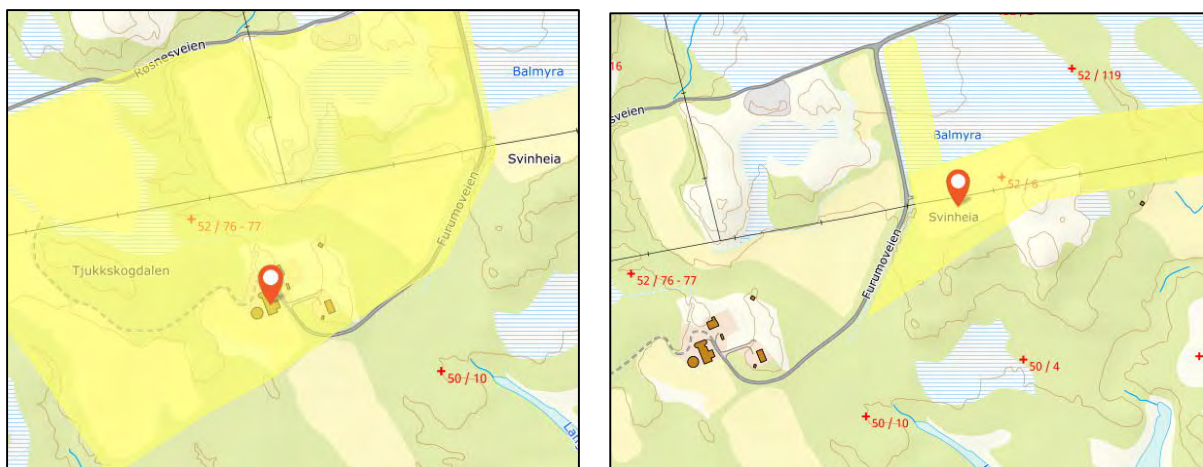 Røsnesveien
Balmyra
Svinheia
Furumoveien
52 / 76 - 77
Tjukkskogdalen
50 / 10
52 / 119
16
Balmyra
52 / 6
Svinheia
Furumoveien
52 / 76 - 77
50 / 4
50 / 10